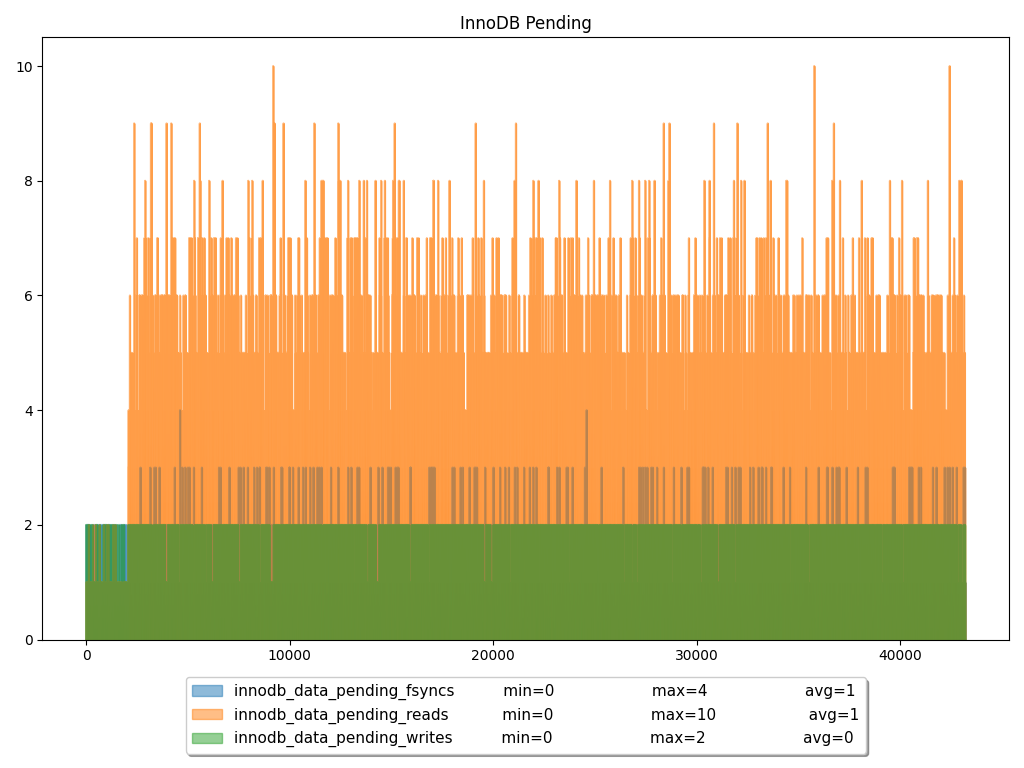 InnoDB Pending
10
8
6
4
2
0
0 10000 20000 30000 40000
innodb_data_pending_fsyncs min=0 max=4 avg=1
innodb_data_pending_reads min=0 max=10 avg=1
innodb_data_pending_writes min=0 max=2 avg=0